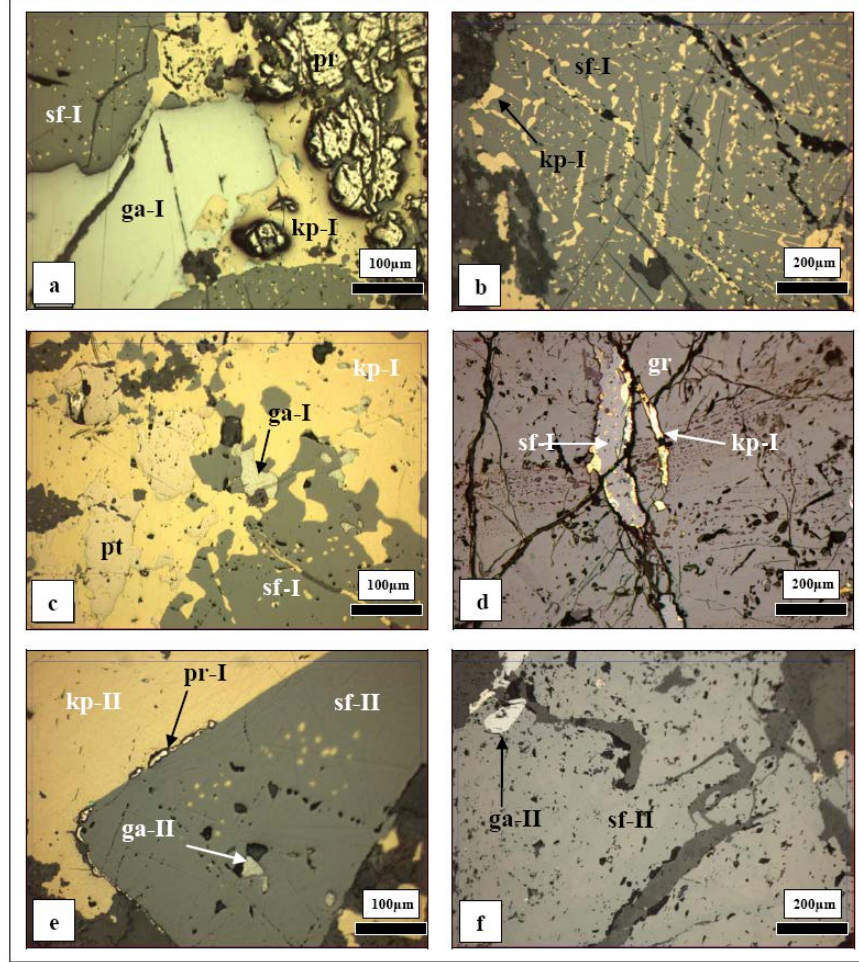 pr
sf-I
ga-I
kp-I
a
100µm
sf-I
kp-I
b
200µm
kp-I
ga-I
pt
sf-I
c
100µm
gr
sf-I
kp-I
d
200µm
pr-I
kp-II
sf-II
ga-II
e
100µm
ga-II
sf-II
f
200µm